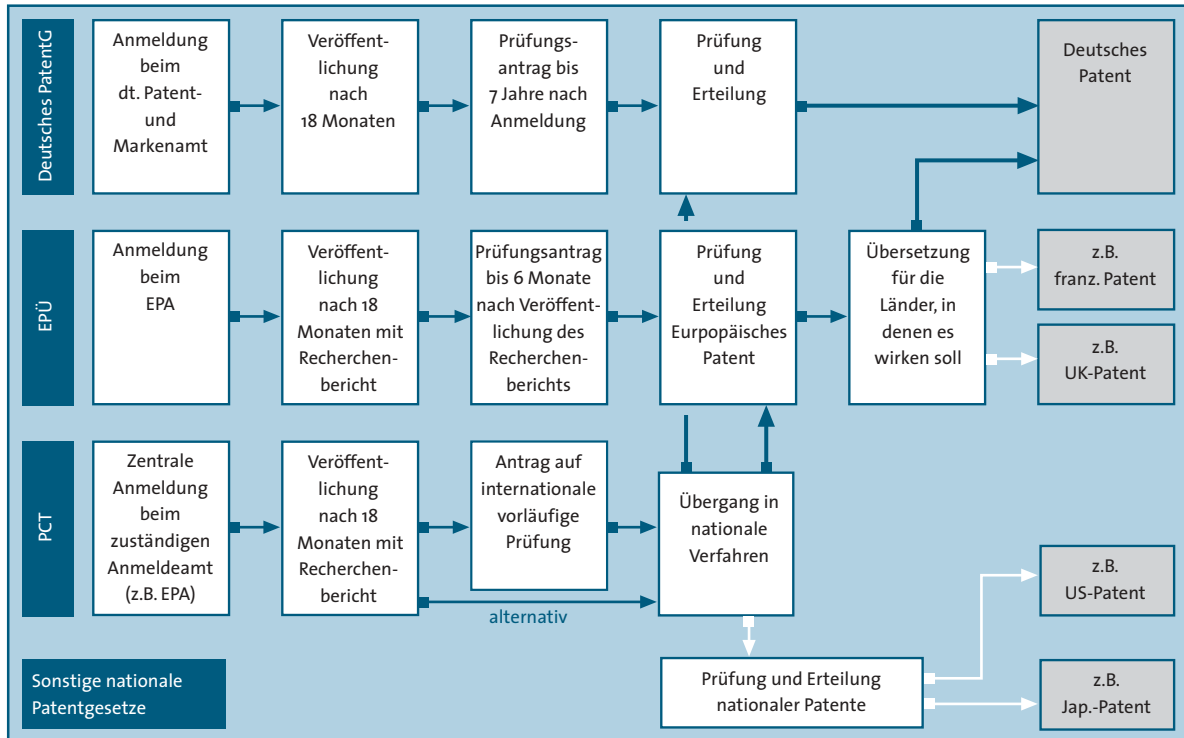 Deutsches PatentG
Anmeldung
beim
dt. Patent-
und
Markenamt
Veröffent-
lichung
nach
18 Monaten
Prüfungs-
antrag bis
7 Jahre nach
Anmeldung
Prüfung
und
Erteilung
Deutsches
Patent
EPÜ
Anmeldung
beim
EPA
Veröffent-
lichung
nach 18
Monaten mit
Recherchen-
bericht
Prüfungsantrag
bis 6 Monate
nach Veröffent-
lichung des
Recherchen-
berichts
Prüfung
und
Erteilung
Eurpopäisches
Patent
Übersetzung
für die
Länder, in
denen es
wirken soll
z.B.
franz. Patent
z.B.
UK-Patent
PCT
Zentrale
Anmeldung
beim
zuständigen
Anmeldeamt
(z.B. EPA)
Veröffent-
lichung
nach 18
Monaten mit
Recherchen-
bericht
Antrag auf
internationale
vorläufige
Prüfung
alternativ
Übergang in
nationale
Verfahren
z.B.
US-Patent
Sonstige nationale
Patentgesetze
Prüfung und Erteilung
nationaler Patente
z.B.
Jap.-Patent